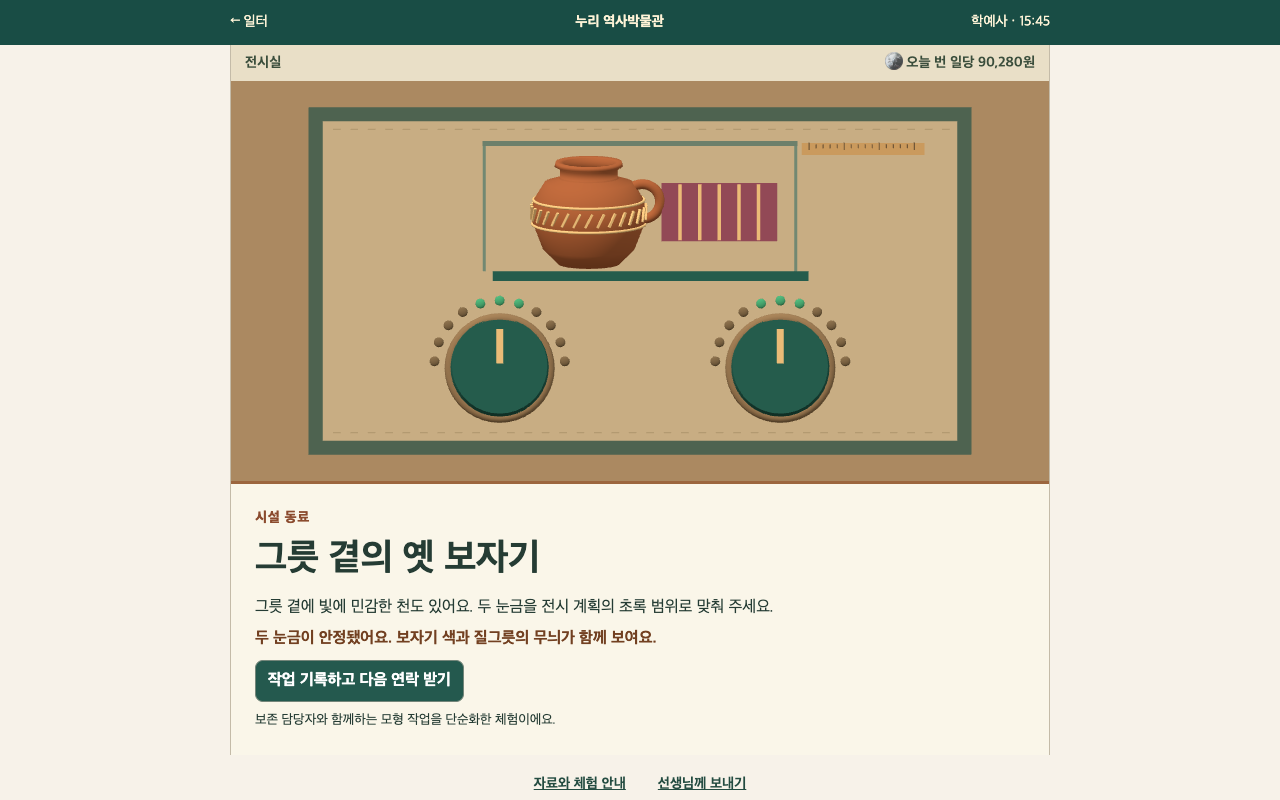 ← 일터
누리 역사박물관
학예사 · 15:45
전시실
오늘 번 일당 90,280원
시설 동료
그릇 곁의 옛 보자기
그릇 곁에 빛에 민감한 천도 있어요. 두 눈금을 전시 계획의 초록 범위로 맞춰 주세요.
두 눈금이 안정됐어요. 보자기 색과 질그릇의 무늬가 함께 보여요.
작업 기록하고 다음 연락 받기
보존 담당자와 함께하는 모형 작업을 단순화한 체험이에요.
자료와 체험 안내
선생님께 보내기